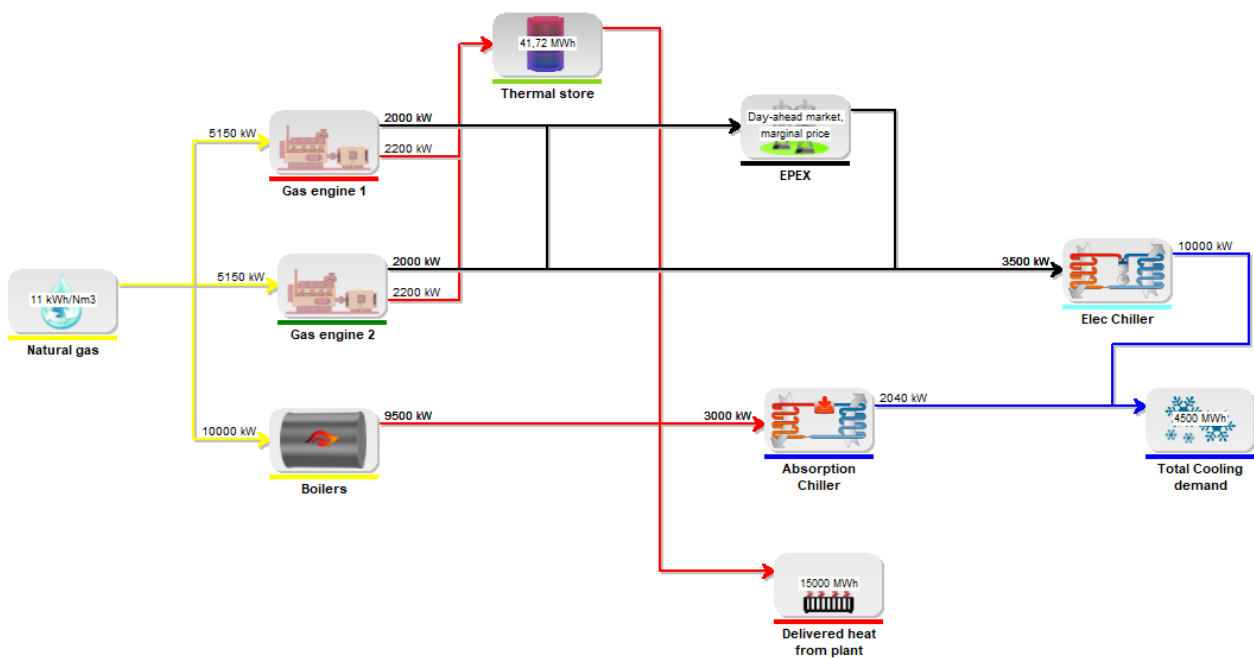 41,72 MWh
Thermal store
5150 kW
2000 kW
2200 kW
Gas engine 1
Day-ahead market,
marginal price
EPEX
11 kWh/Nm3
Natural gas
5150 kW
2000 kW
2200 kW
Gas engine 2
3500 kW
10000 kW
Elec Chiller
10000 kW
9500 kW
Boilers
3000 kW
2040 kW
Absorption
Chiller
4500 MWh
Total Cooling
demand
15000 MWh
Delivered heat
from plant